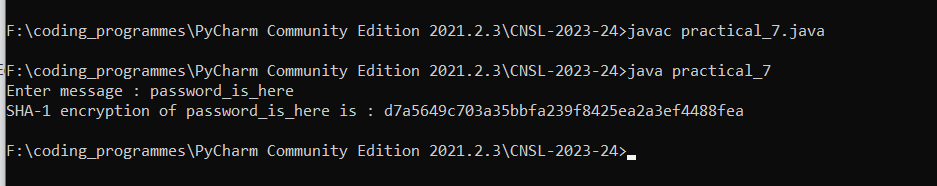 F:\coding_programmes\PyCharm Community Edition 2021.2.3\CNSL-2023-24>javac practical_7.java
F:\coding_programmes\PyCharm Community Edition 2021.2.3\CNSL-2023-24>java practical_7
Enter message : password_is_here
SHA-1 encryption of password_is_here is : d7a5649c703a35bbfa239f8425ea2a3ef4488fea
F:\coding_programmes\PyCharm Community Edition 2021.2.3\CNSL-2023-24>